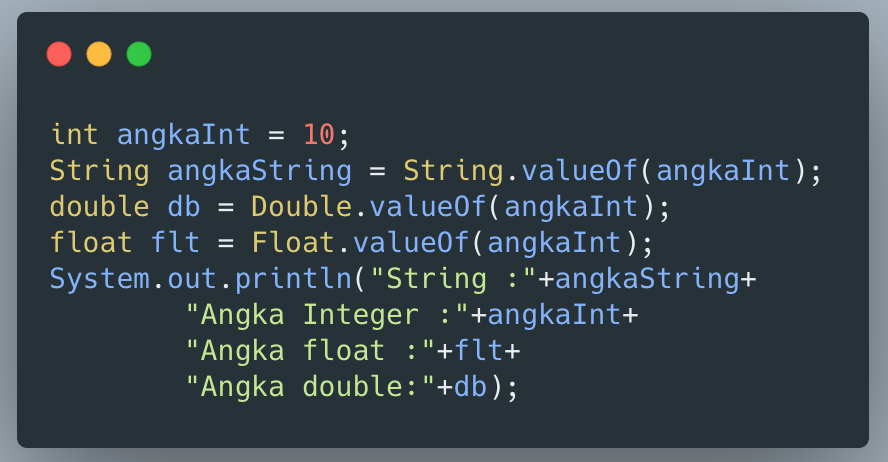 int angkaInt = 10;
String angkaString = String.valueOf(angkaInt);
double db = Double.valueOf(angkaInt);
float flt = Float.valueOf(angkaInt);
System.out.println("String :"+angkaString+
        "Angka Integer :"+angkaInt+
        "Angka float :"+flt+
        "Angka double:"+db);